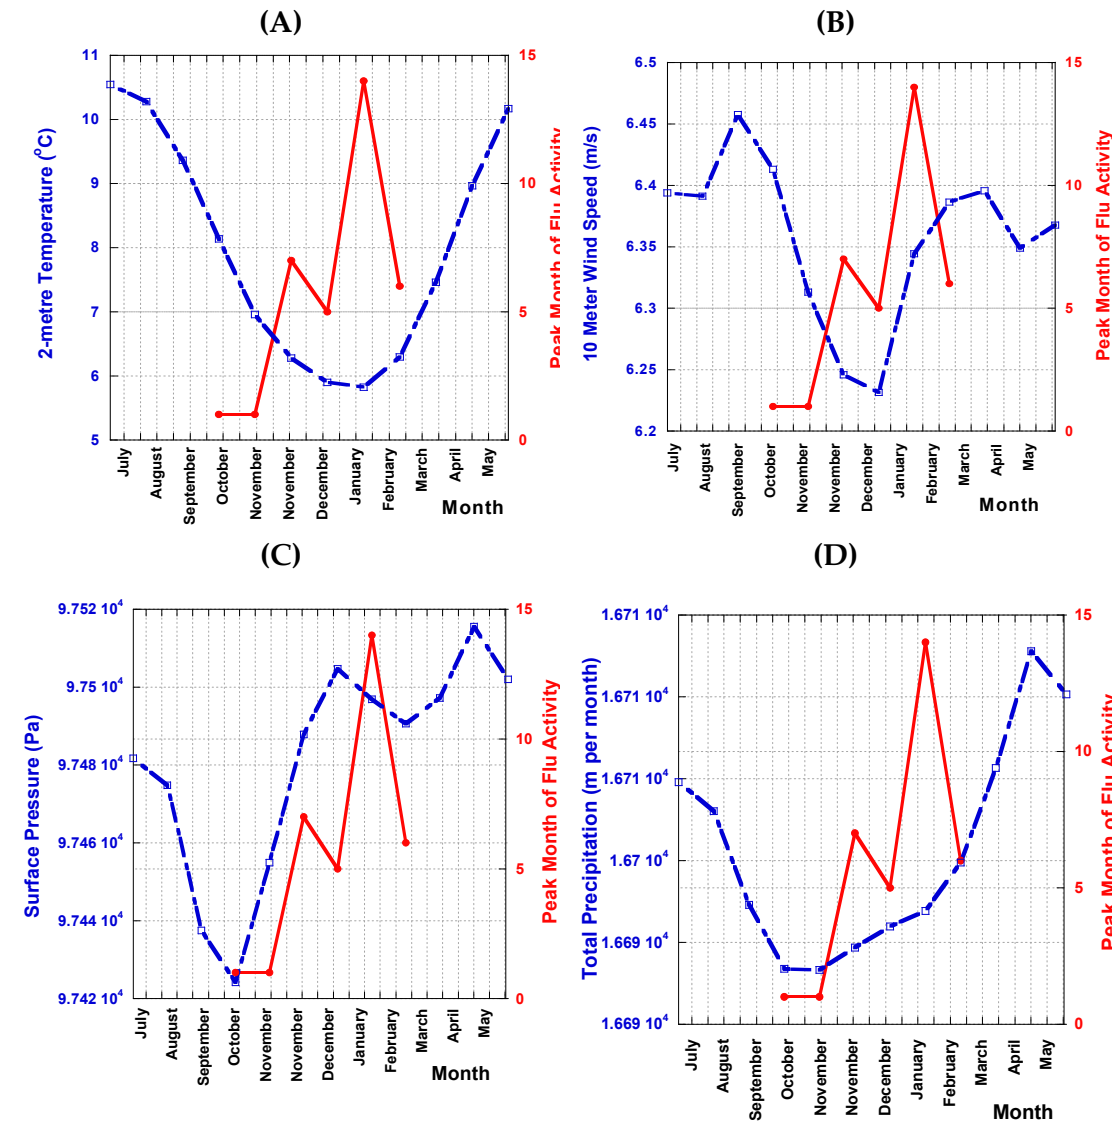 (A)
2-metre Temperature (°C)
11
10
9
8
7
6
5
15
10
5
0
Peak Month of Flu Activity
July
August
September
October
November
November
December
January
February
March
April
May
Month
(B)
10 Meter Wind Speed (m/s)
6.5
6.45
6.4
6.35
6.3
6.25
6.2
15
10
5
0
Peak Month of Flu Activity
July
August
September
October
November
November
December
January
February
March
April
May
Month
(C)
Surface Pressure (Pa)
9.752 10⁴
9.75 10⁴
9.748 10⁴
9.746 10⁴
9.744 10⁴
9.742 10⁴
15
10
5
0
Peak Month of Flu Activity
July
August
September
October
November
November
December
January
February
March
April
May
Month
(D)
Total Precipitation (m per month)
1.671 10⁴
1.671 10⁴
1.671 10⁴
1.67 10⁴
1.669 10⁴
1.669 10⁴
15
10
5
0
Peak Month of Flu Activity
July
August
September
October
November
November
December
January
February
March
April
May
Month